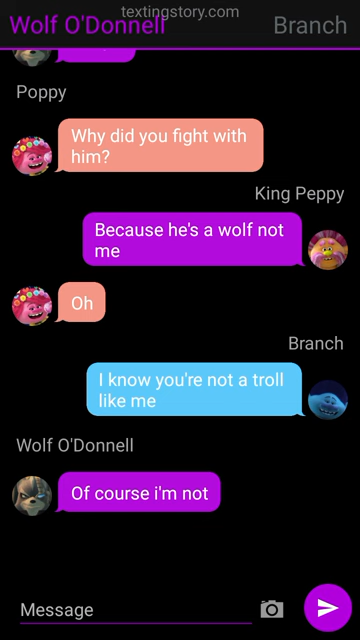 textingstory.com
Wolf O'Donnell
Branch
Poppy
Why did you fight with
him?
King Peppy
Because he's a wolf not
me
Oh
Branch
I know you're not a troll
like me
Wolf O'Donnell
Of course i'm not
Message